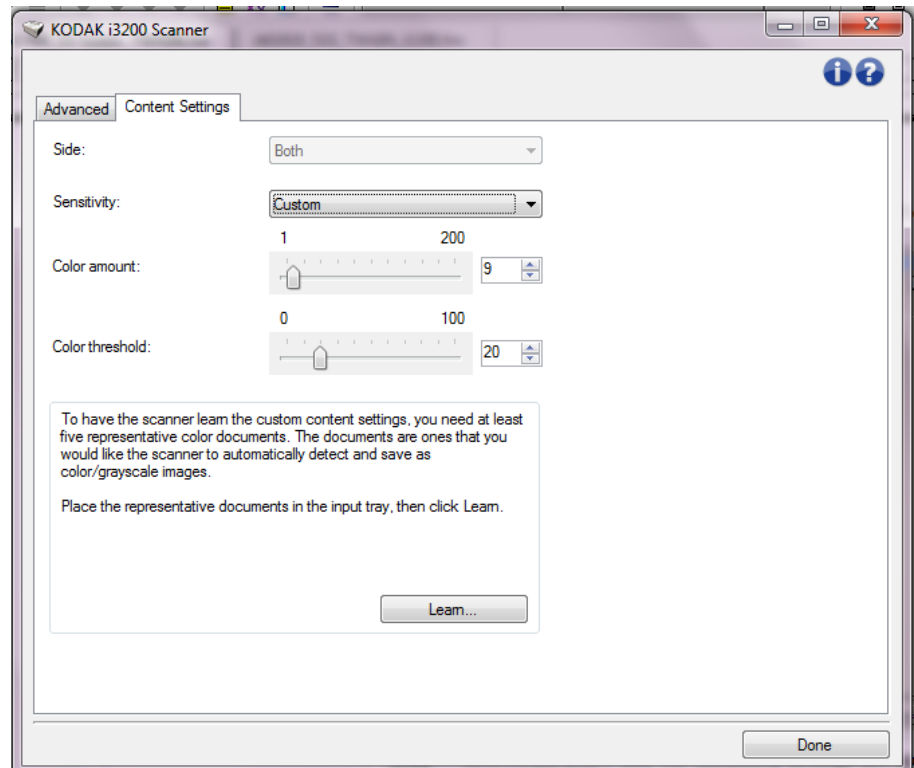 KODAK i3200 Scanner
Advanced
Content Settings
Side:
Both
Sensitivity:
Custom
1 200
Color amount:
9
0 100
Color threshold:
20
To have the scanner learn the custom content settings, you need at least
five representative color documents. The documents are ones that you
would like the scanner to automatically detect and save as
color/grayscale images.
Place the representative documents in the input tray, then click Learn.
Learn...
Done